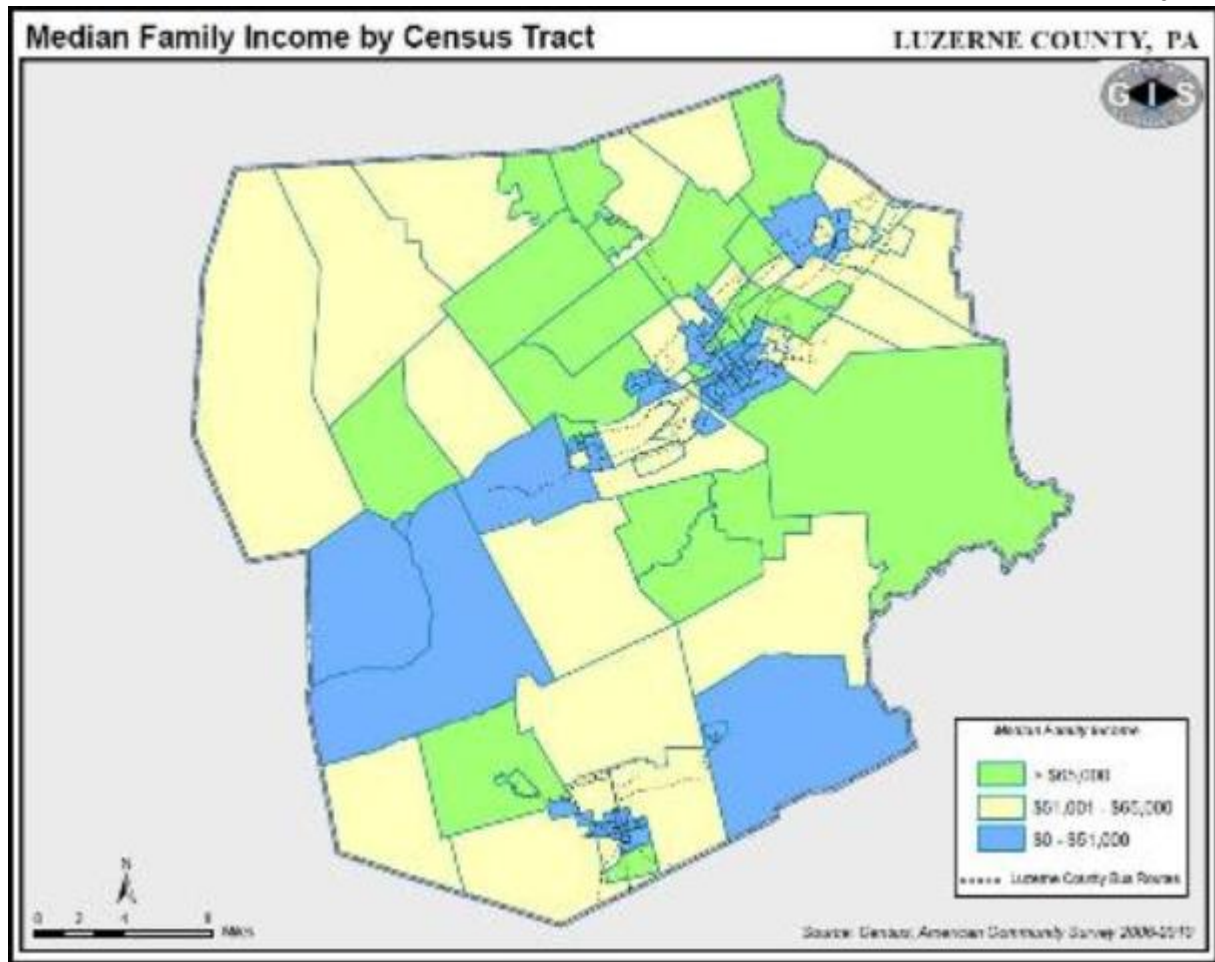 Median Family Income by Census Tract
LUZERNE COUNTY, PA
GIS
Median Family Income
> $65,000
$51,001 - $65,000
$0 - $51,000
Luzerne County Bus Routes
N
0 2 4 8
Miles
Source: Census, American Community Survey 2006-2010